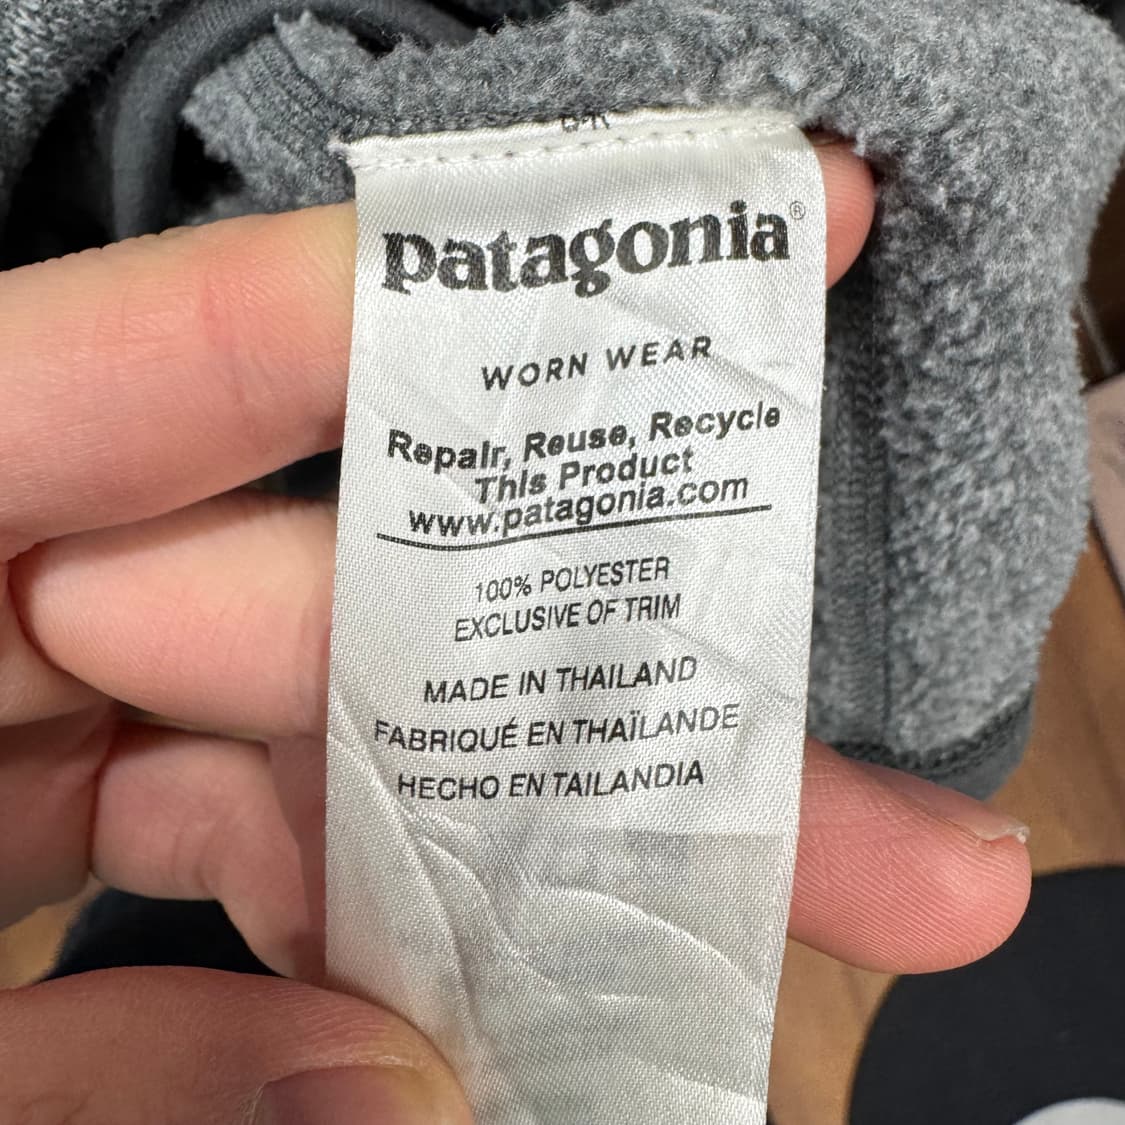 patagonia®
WORN WEAR
Repair, Reuse, Recycle
This Product
www.patagonia.com
100% POLYESTER
EXCLUSIVE OF TRIM
MADE IN THAILAND
FABRIQUÉ EN THAÏLANDE
HECHO EN TAILANDIA